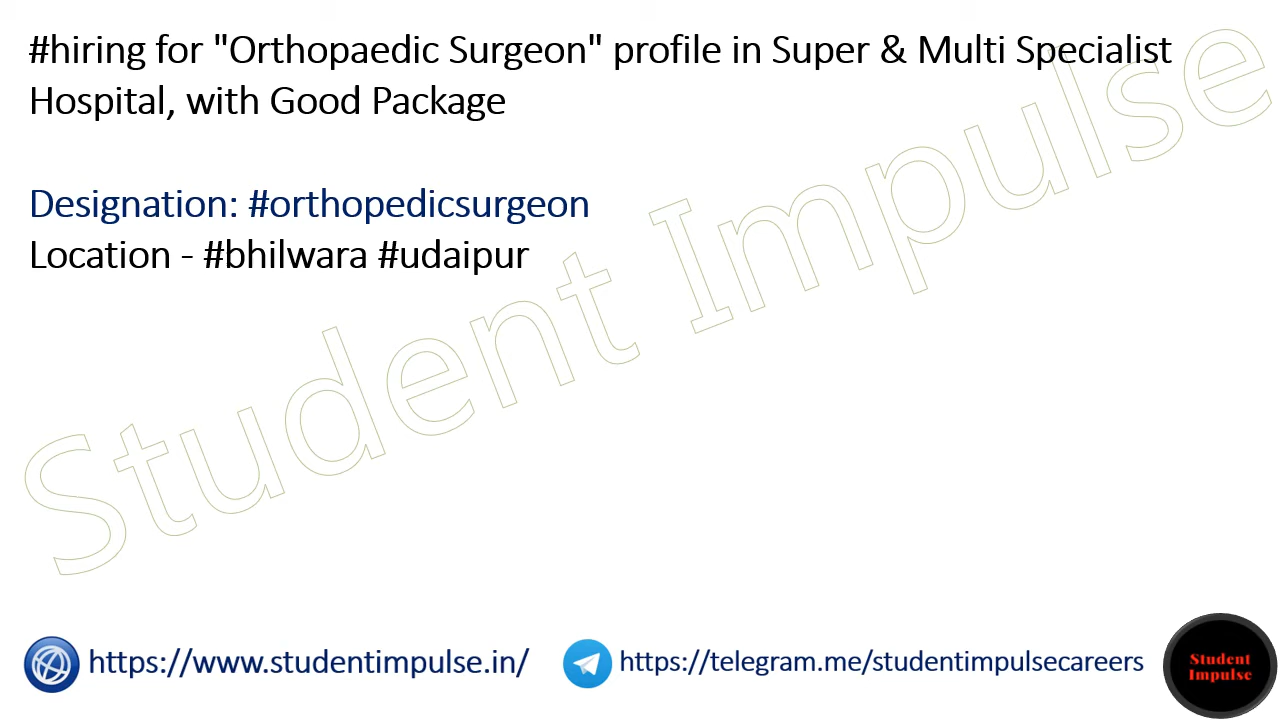 #hiring for "Orthopaedic Surgeon" profile in Super & Multi Specialist
Hospital, with Good Package
Designation: #orthopedicsurgeon
Location - #bhilwara #udaipur
Student Impulse
https://www.studentimpulse.in/
https://telegram.me/studentimpulsecareers
Student
Impulse